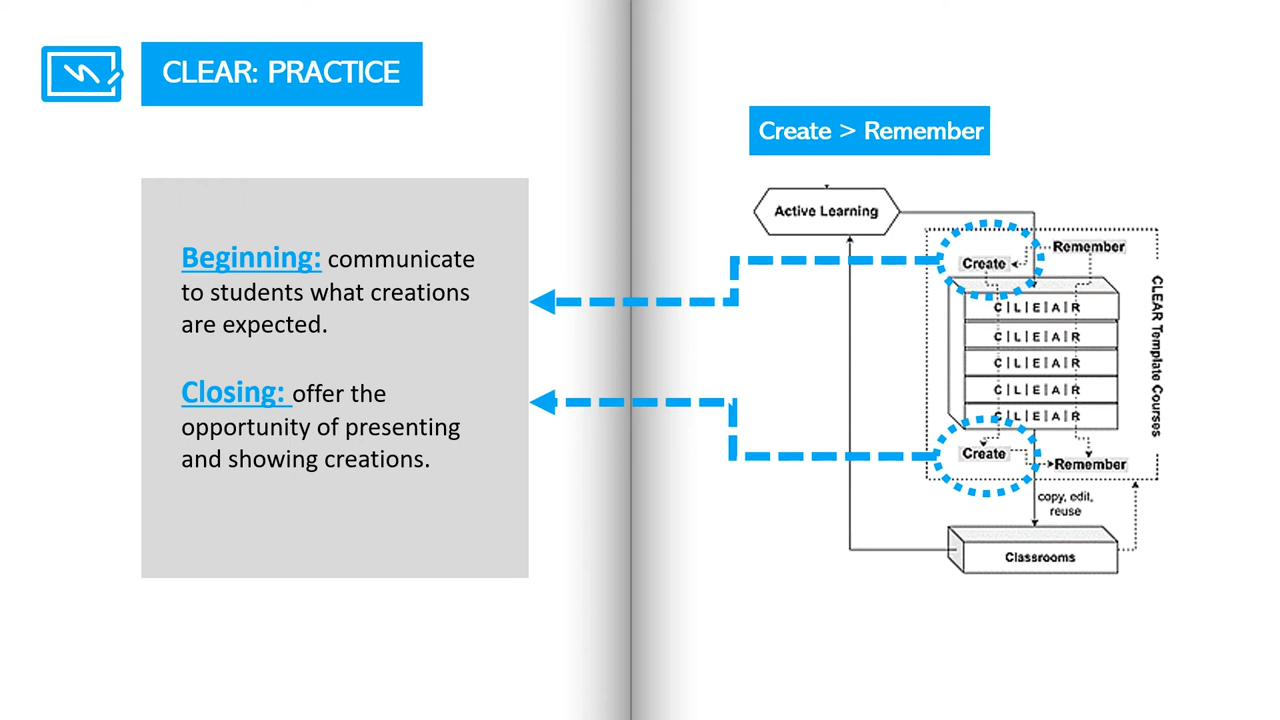 CLEAR: PRACTICE
Beginning: communicate
to students what creations
are expected.
Closing: offer the
opportunity of presenting
and showing creations.
Create > Remember
Active Learning
Remember
Create
C | L | E | A | R
C | L | E | A | R
C | L | E | A | R
C | L | E | A | R
C | L | E | A | R
CLEAR Template Courses
Create
Remember
copy, edit,
reuse
Classrooms